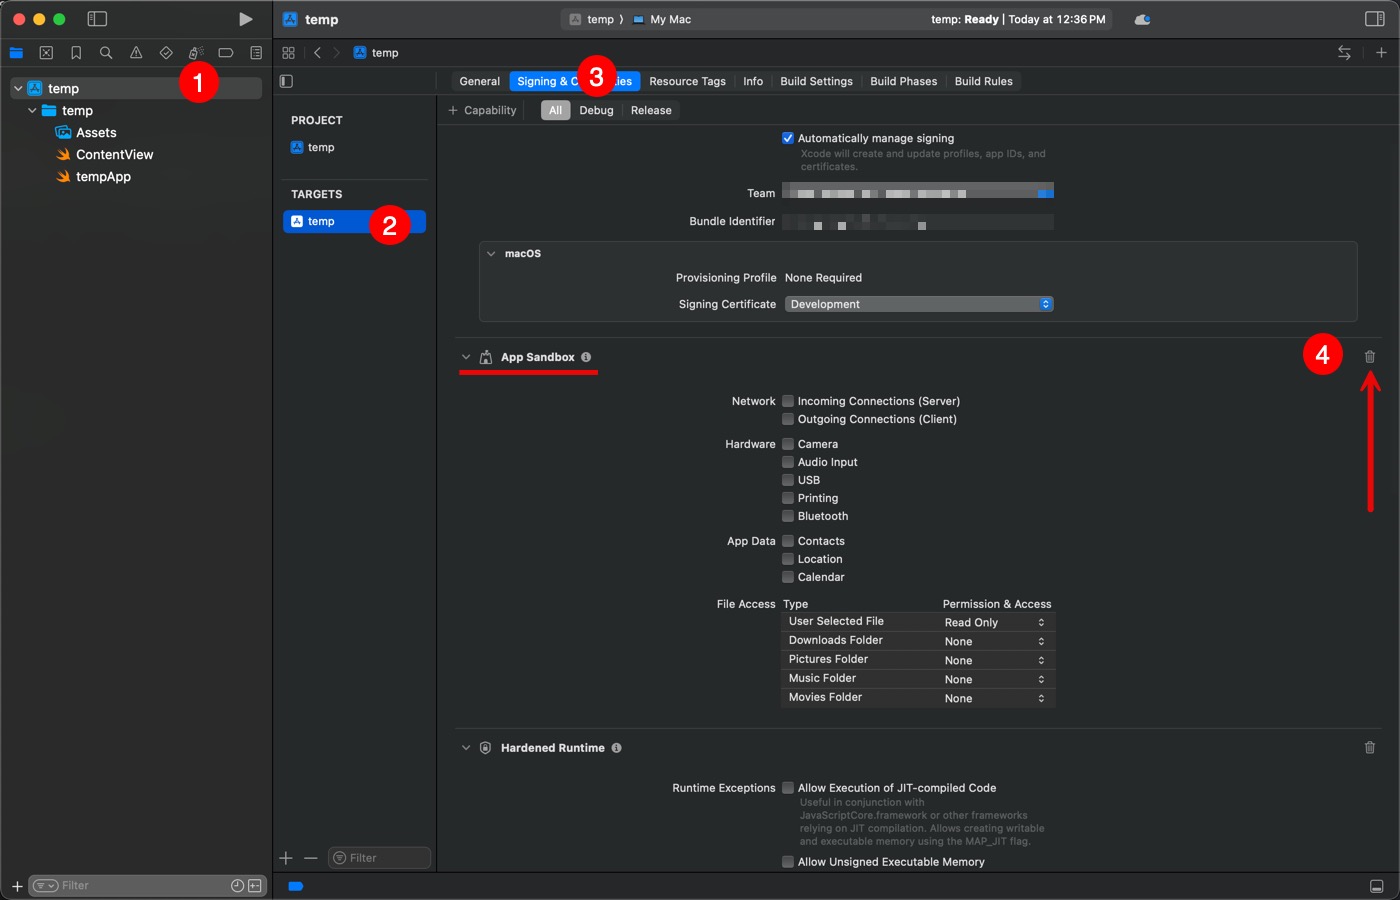 temp
temp
My Mac
temp: Ready | Today at 12:36 PM
temp
1
temp
temp
Assets
ContentView
tempApp
General
Signing & C
ies
3
Resource Tags
Info
Build Settings
Build Phases
Build Rules
+ Capability
All
Debug
Release
PROJECT
temp
TARGETS
temp
2
Automatically manage signing
Xcode will create and update profiles, app IDs, and
certificates.
Team
Bundle Identifier
macOS
Provisioning Profile None Required
Signing Certificate Development
App Sandbox
4
Network Incoming Connections (Server)
Outgoing Connections (Client)
Hardware Camera
Audio Input
USB
Printing
Bluetooth
App Data Contacts
Location
Calendar
File Access Type Permission & Access
User Selected File Read Only
Downloads Folder None
Pictures Folder None
Music Folder None
Movies Folder None
Hardened Runtime
Runtime Exceptions Allow Execution of JIT-compiled Code
Useful in conjunction with
JavaScriptCore.framework or other frameworks
relying on JIT compilation. Allows creating writable
and executable memory using the MAP_JIT flag.
Allow Unsigned Executable Memory
Filter
Filter